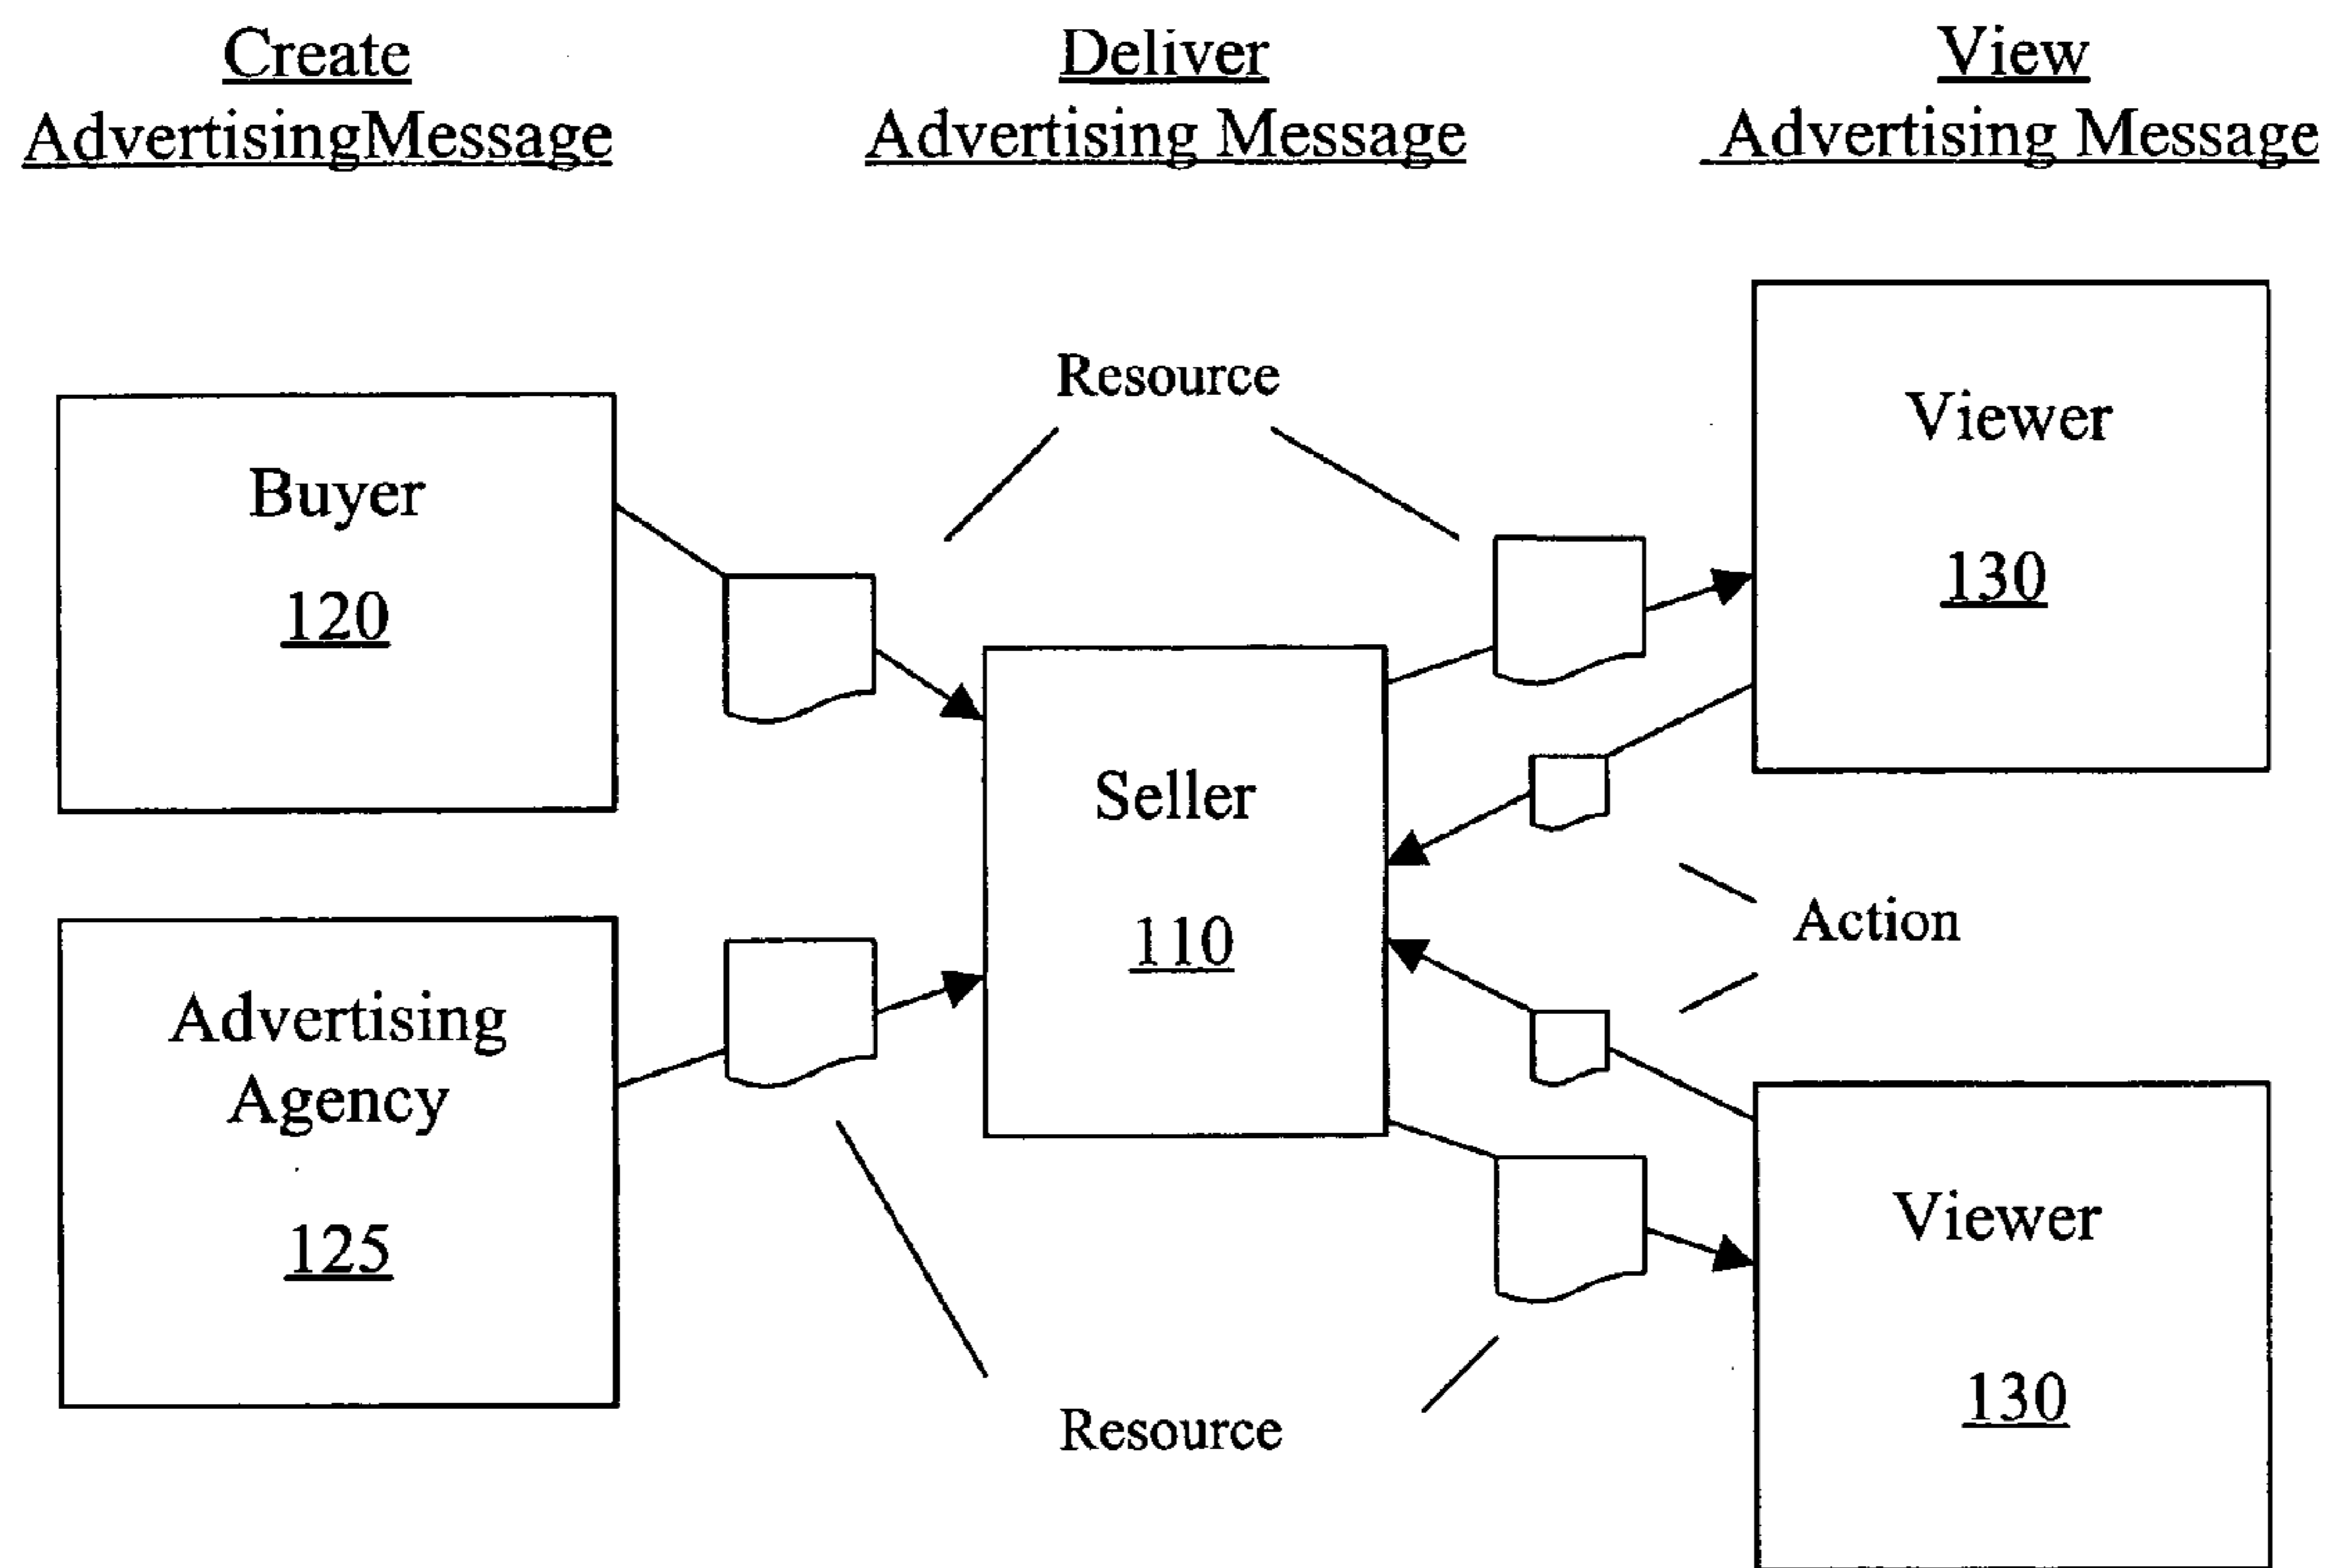 Create
AdvertisingMessage
Deliver
Advertising Message
View
Advertising Message
Resource
Buyer
120
Viewer
130
Seller
110
Action
Advertising
Agency
125
Viewer
130
Resource